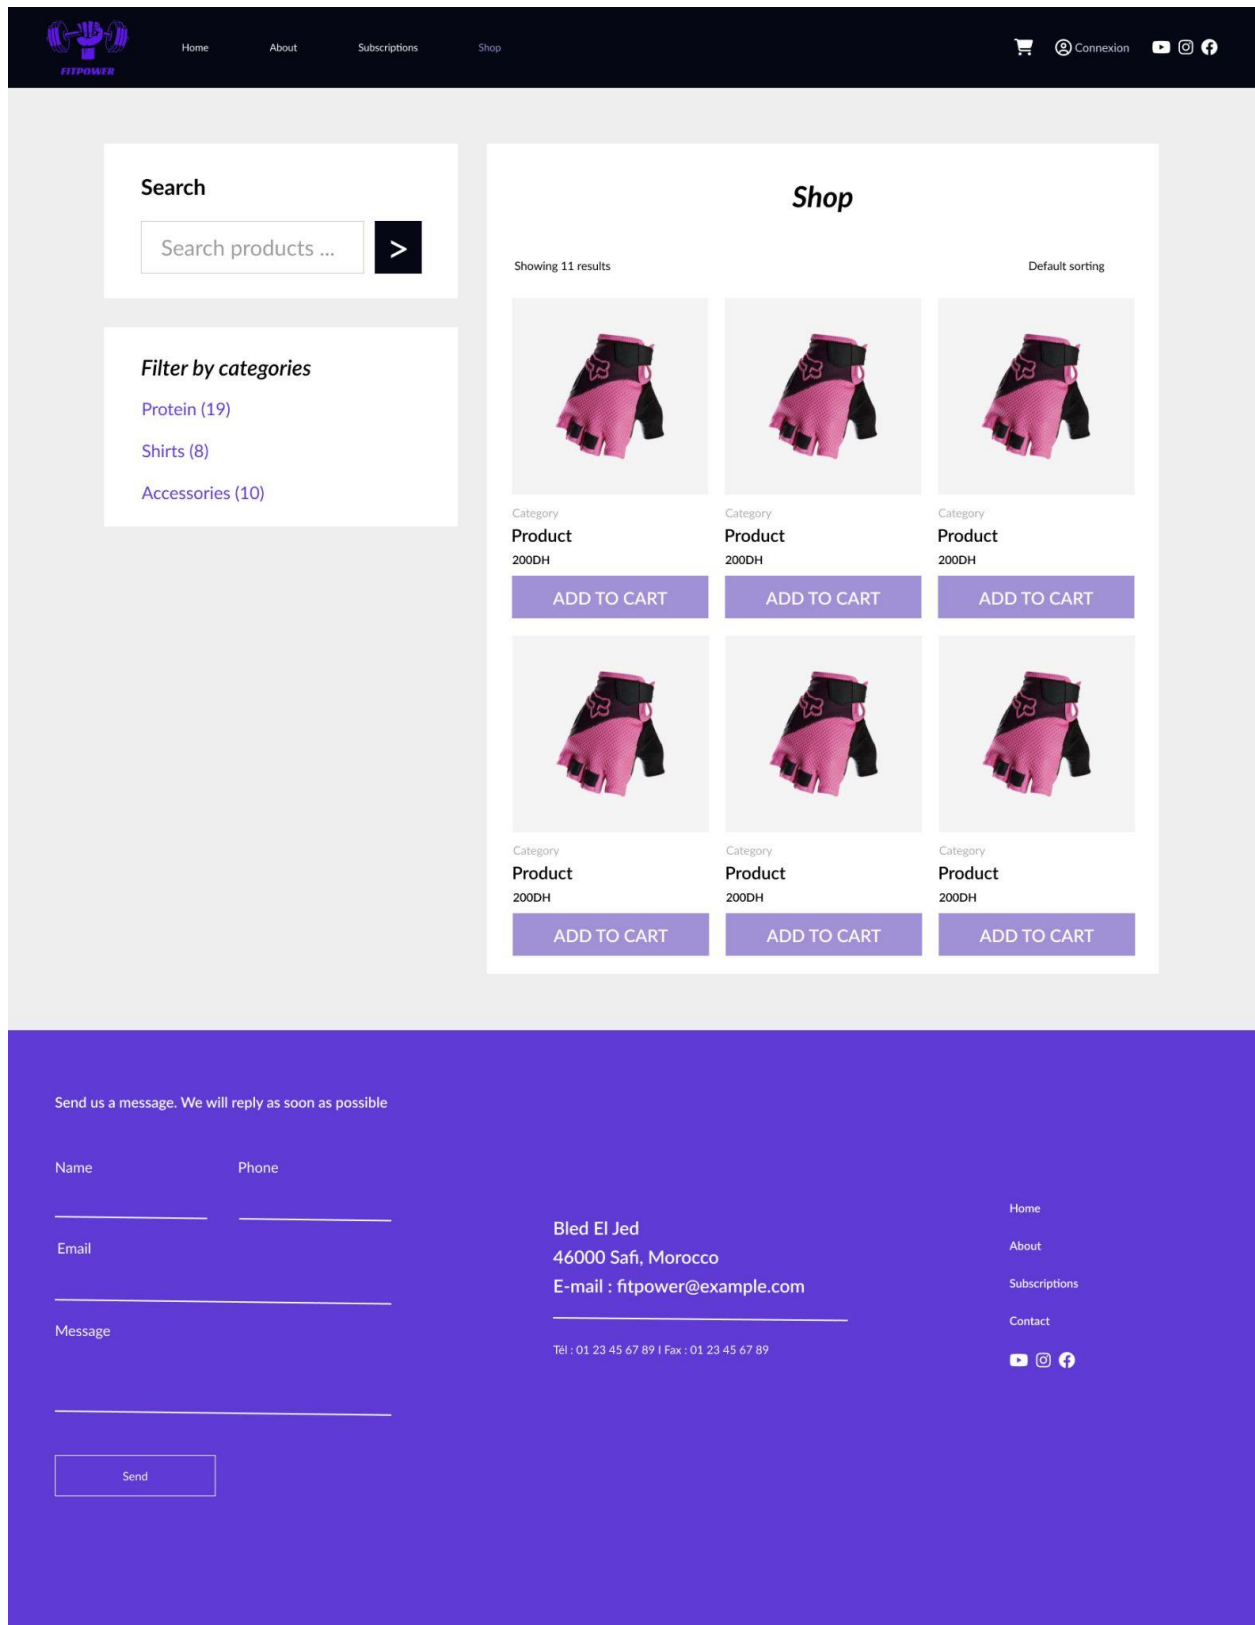 FITPOWER
Home
About
Subscriptions
Shop
Connexion
Search
Search products ...
>
Filter by categories
Protein (19)
Shirts (8)
Accessories (10)
Shop
Showing 11 results
Default sorting
Category
Product
200DH
ADD TO CART
Category
Product
200DH
ADD TO CART
Category
Product
200DH
ADD TO CART
Category
Product
200DH
ADD TO CART
Category
Product
200DH
ADD TO CART
Category
Product
200DH
ADD TO CART
Send us a message. We will reply as soon as possible
Name
Phone
Email
Message
Send
Bled El Jed
46000 Safi, Morocco
E-mail : fitpower@example.com
Tél : 01 23 45 67 89 I Fax : 01 23 45 67 89
Home
About
Subscriptions
Contact